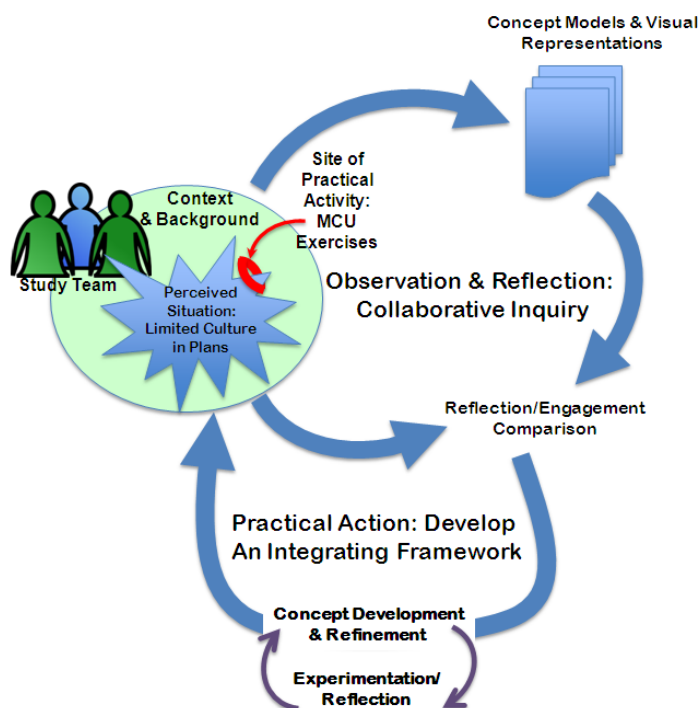 Concept Models & Visual
Representations
Site of
Practical
Activity:
MCU
Exercises
Context
& Background
Study Team
Perceived
Situation:
Limited Culture
in Plans
Observation & Reflection:
Collaborative Inquiry
Reflection/Engagement
Comparison
Practical Action: Develop
An Integrating Framework
Concept Development
& Refinement
Experimentation/
Reflection